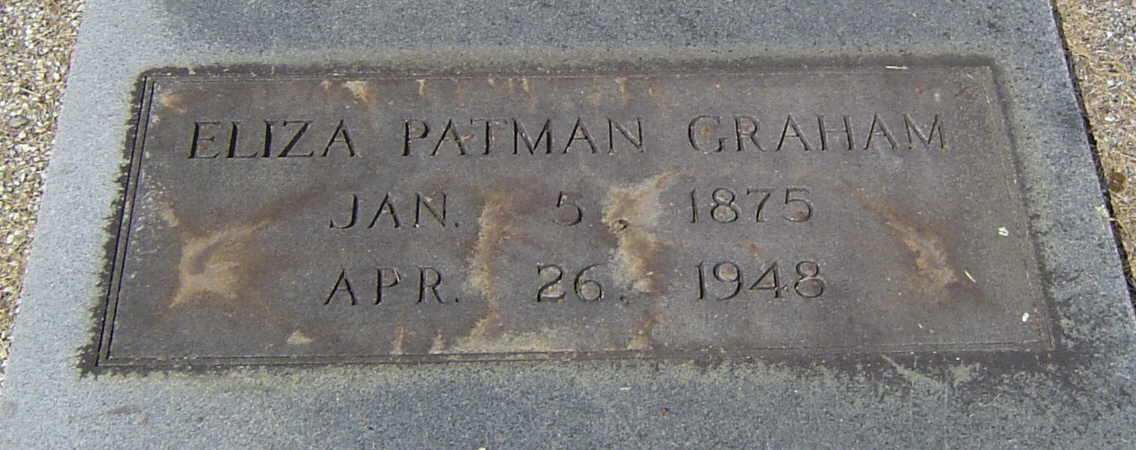 ELIZA PATMAN GRAHAM
JAN. 5, 1875
APR. 26, 1948